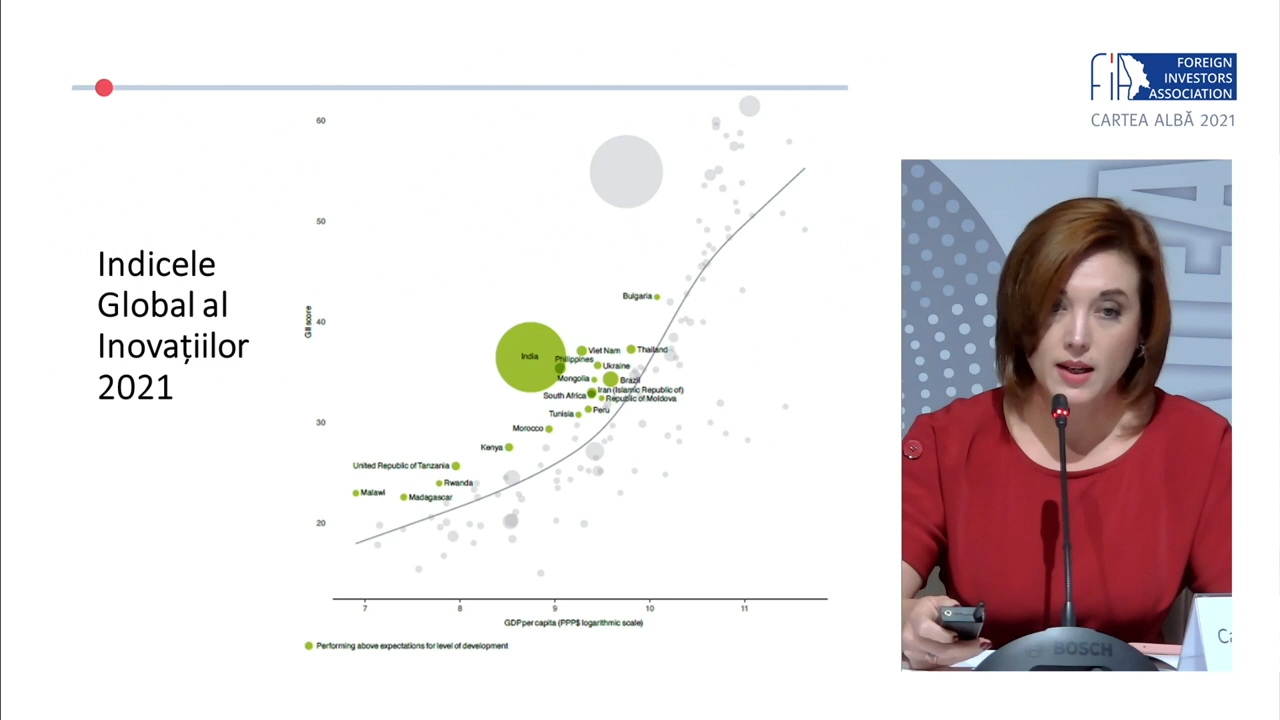 FIA
FOREIGN
INVESTORS
ASSOCIATION
CARTEA ALBĂ 2021
Indicele
Global al
Inovațiilor
2021
60
50
40
30
20
GII score
Bulgaria
India
Viet Nam
Thailand
Philippines
Ukraine
Mongolia
Brazil
Iran (Islamic Republic of)
South Africa
Republic of Moldova
Tunisia
Peru
Morocco
Kenya
United Republic of Tanzania
Rwanda
Malawi
Madagascar
7 8 9 10 11
GDP per capita (PPP$ logarithmic scale)
Performing above expectations for level of development
BOSCH